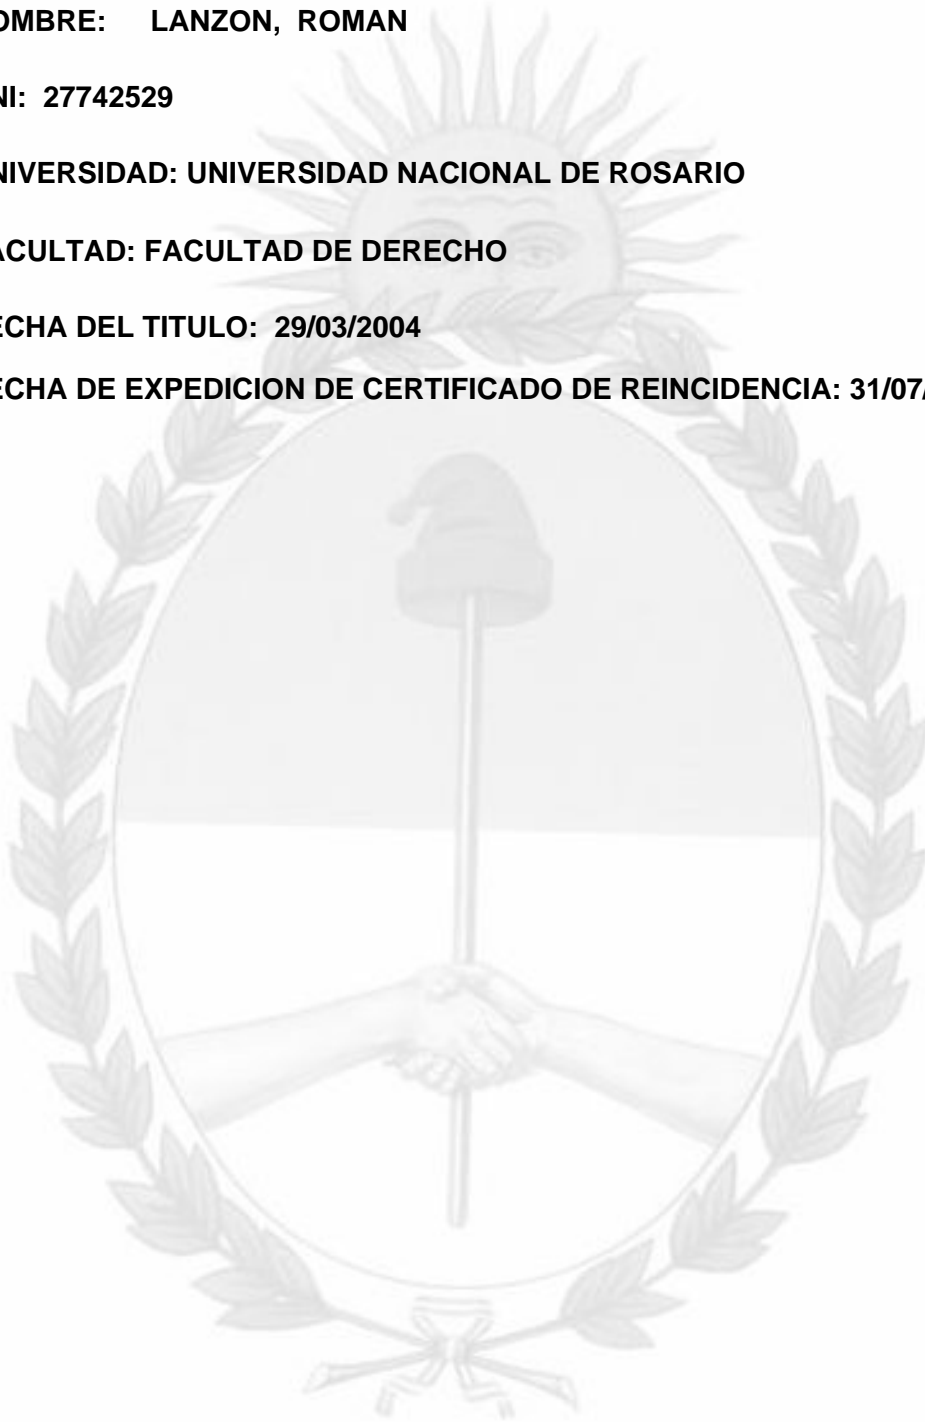 OMBRE: LANZON, ROMAN
NI: 27742529
NIVERSIDAD: UNIVERSIDAD NACIONAL DE ROSARIO
ACULTAD: FACULTAD DE DERECHO
ECHA DEL TITULO: 29/03/2004
ECHA DE EXPEDICION DE CERTIFICADO DE REINCIDENCIA: 31/07/